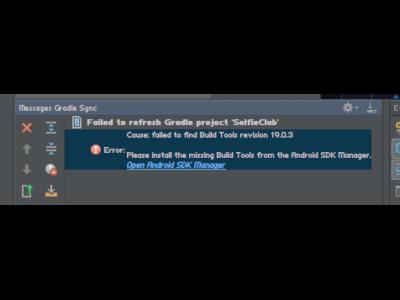 Messages Gradle Sync
Failed to refresh Gradle project 'SelfieClub'
Cause: failed to find Build Tools revision 19.0.3
Error:
Please install the missing Build Tools from the Android SDK Manager.
Open Android SDK Manager